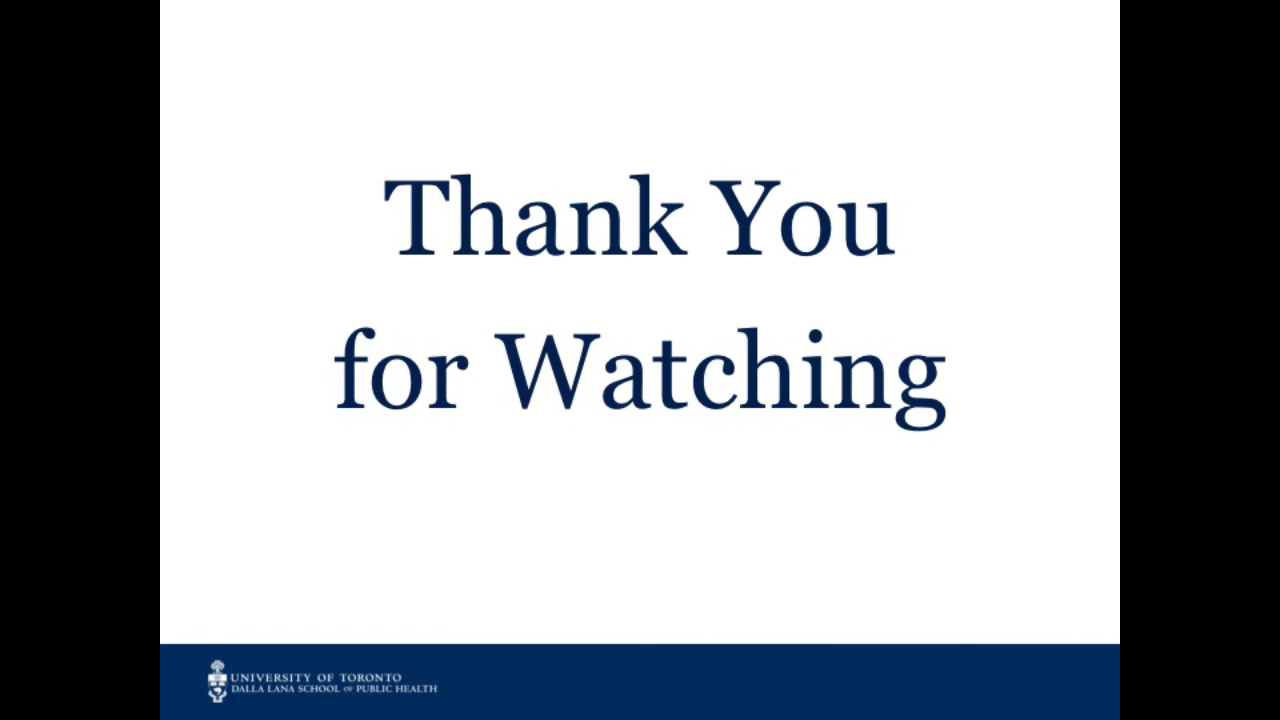 Thank You
for Watching
UNIVERSITY OF TORONTO
DALLA LANA SCHOOL OF PUBLIC HEALTH